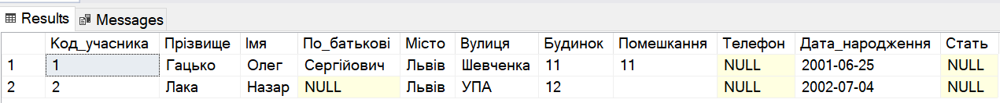 Results Messages
Код_учасника Прізвище Імя По_батькові Місто Вулиця Будинок Помешкання Телефон Дата_народження Стать
1 1 Гацько Олег Сергійович Львів Шевченка 11 11 NULL 2001-06-25 NULL
2 2 Лака Назар NULL Львів УПА 12 NULL 2002-07-04 NULL